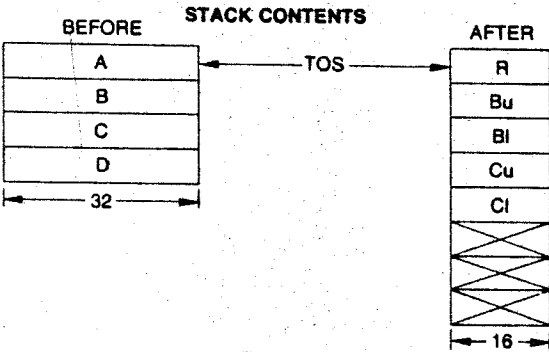 STACK CONTENTS
BEFORE
AFTER
A
TOS
R
B
Bu
C
Bl
D
Cu
32
Cl
16